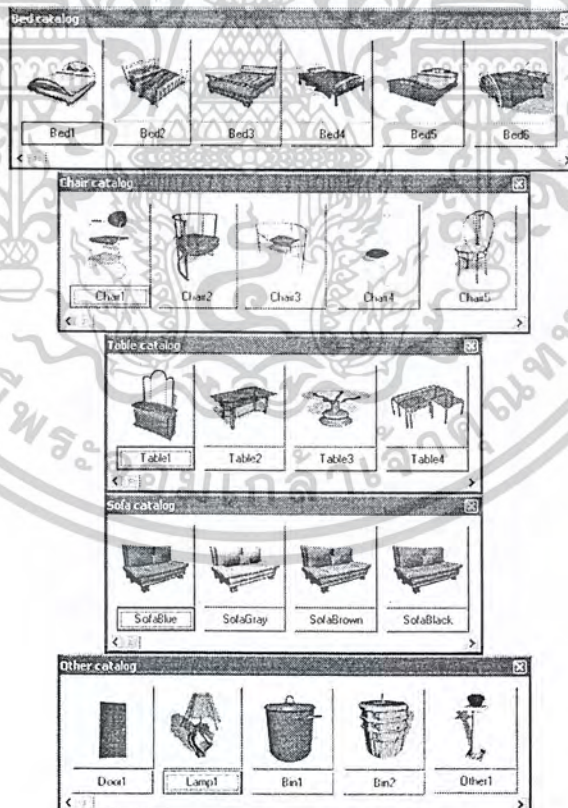 Bed catalog
Bed1 Bed2 Bed3 Bed4 Bed5 Bed6
Chair catalog
Chair1 Chair2 Chair3 Chair4 Chair5
Table catalog
Table1 Table2 Table3 Table4
Sofa catalog
SofaBlue SofaGray SofaBrown SofaBlack
Other catalog
Door1 Lamp1 Bin1 Bin2 Other1